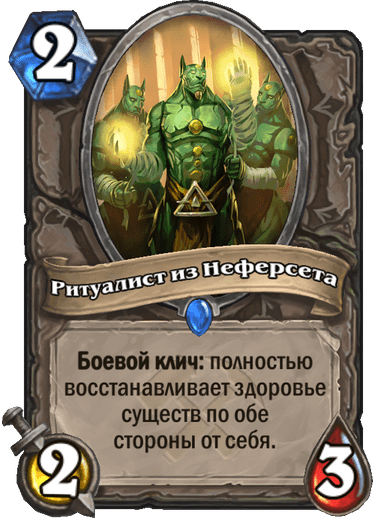 2
Ритуалист из Неферсета
Боевой клич: полностью
восстанавливает здоровье
существ по обе
стороны от себя.
2
3